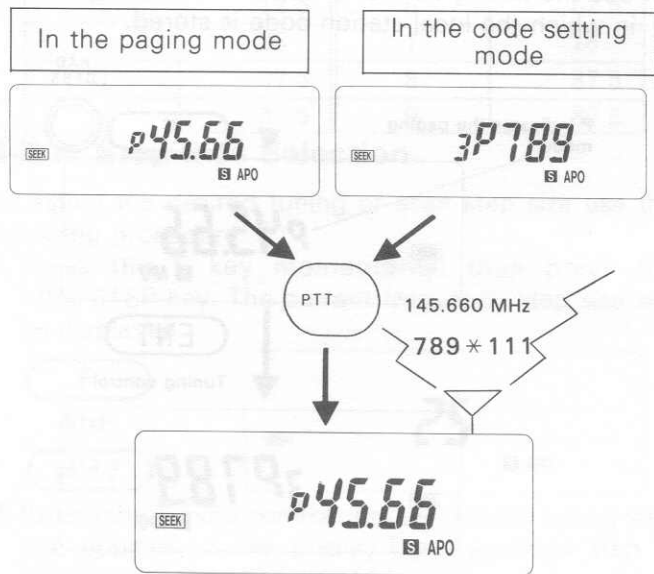 In the paging mode
In the code setting
mode
SEEK
P45.66
S APO
SEEK
3P789
S APO
PTT
145.660 MHz
789*111
SEEK
P45.66
S APO